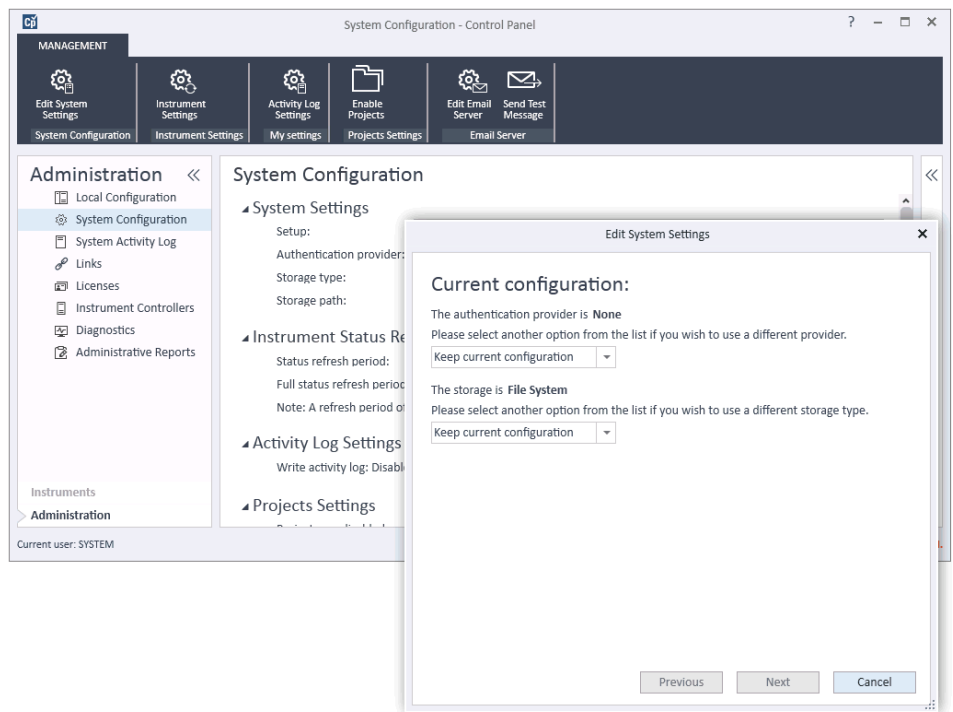 System Configuration - Control Panel
MANAGEMENT
Edit System Settings
Instrument Settings
Activity Log Settings
Enable Projects
Edit Email Server
Send Test Message
System Configuration
Instrument Settings
My settings
Projects Settings
Email Server
Administration
Local Configuration
System Configuration
System Activity Log
Links
Licenses
Instrument Controllers
Diagnostics
Administrative Reports
Instruments
Administration
Current user: SYSTEM
System Configuration
System Settings
Setup:
Authentication provider:
Storage type:
Storage path:
Instrument Status Re
Status refresh period:
Full status refresh period
Note: A refresh period of
Activity Log Settings
Write activity log: Disabl
Projects Settings
Edit System Settings
Current configuration:
The authentication provider is None
Please select another option from the list if you wish to use a different provider.
Keep current configuration
The storage is File System
Please select another option from the list if you wish to use a different storage type.
Keep current configuration
Previous
Next
Cancel